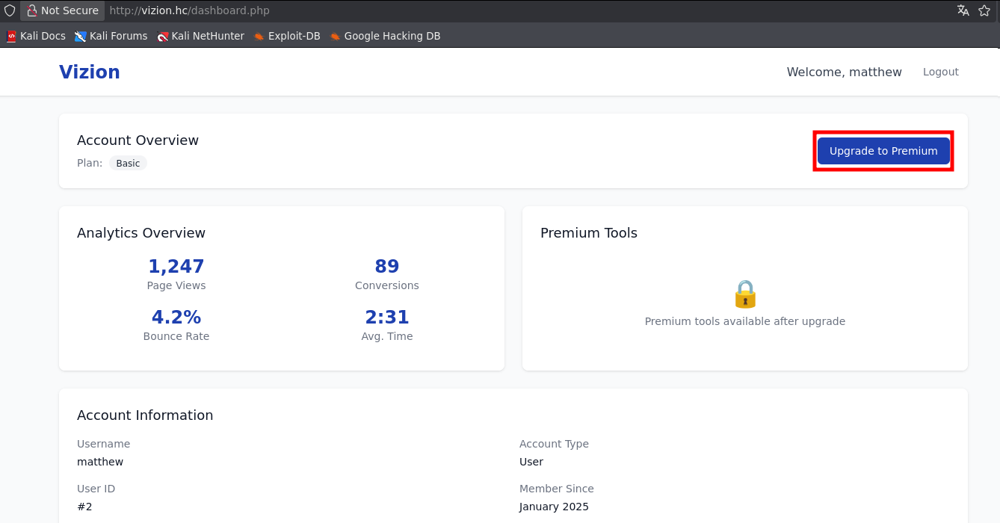 Not Secure http://vizion.hc/dashboard.php
Kali Docs Kali Forums Kali NetHunter Exploit-DB Google Hacking DB
Vizion
Welcome, matthew Logout
Account Overview
Plan: Basic
Upgrade to Premium
Analytics Overview
1,247 89
Page Views Conversions
4.2% 2:31
Bounce Rate Avg. Time
Premium Tools
Premium tools available after upgrade
Account Information
Username Account Type
matthew User
User ID Member Since
#2 January 2025